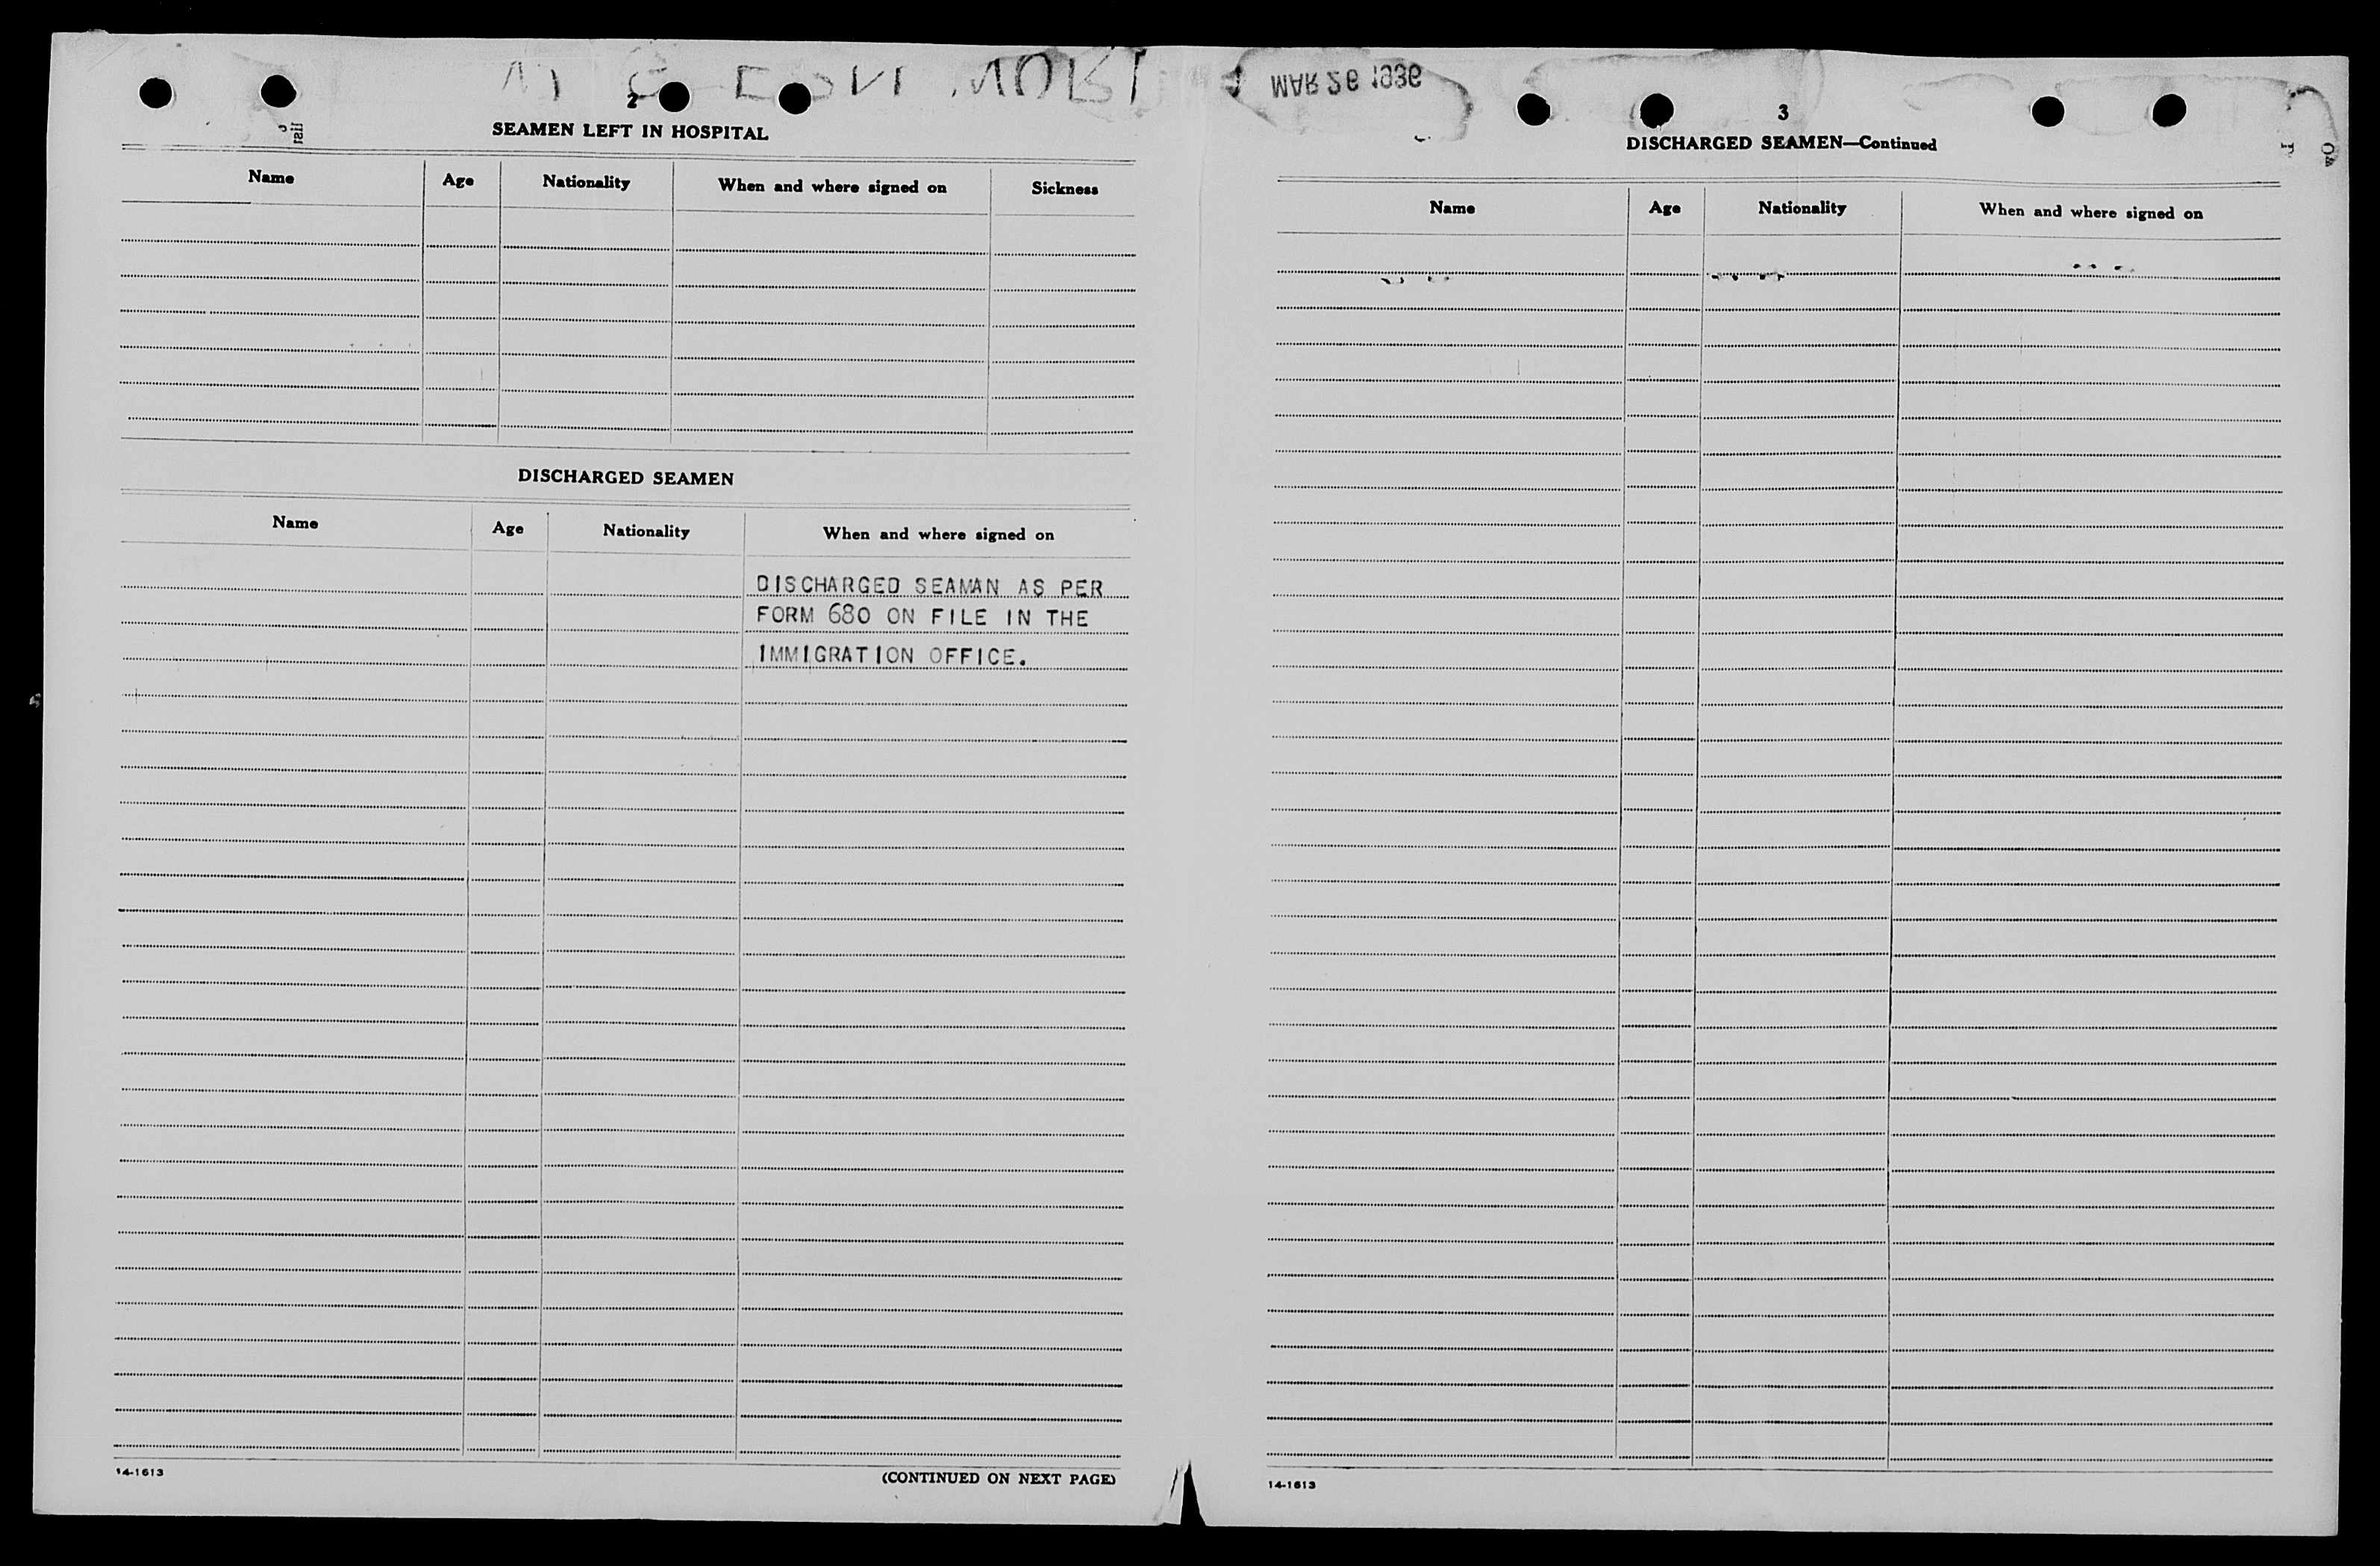 2
SEAMEN LEFT IN HOSPITAL
Name Age Nationality When and where signed on Sickness
DISCHARGED SEAMEN
Name Age Nationality When and where signed on
DISCHARGED SEAMAN AS PER
FORM 680 ON FILE IN THE
IMMIGRATION OFFICE.
14-1613
(CONTINUED ON NEXT PAGE)
MAR 26 1936
3
DISCHARGED SEAMEN—Continued
Name Age Nationality When and where signed on
14-1613